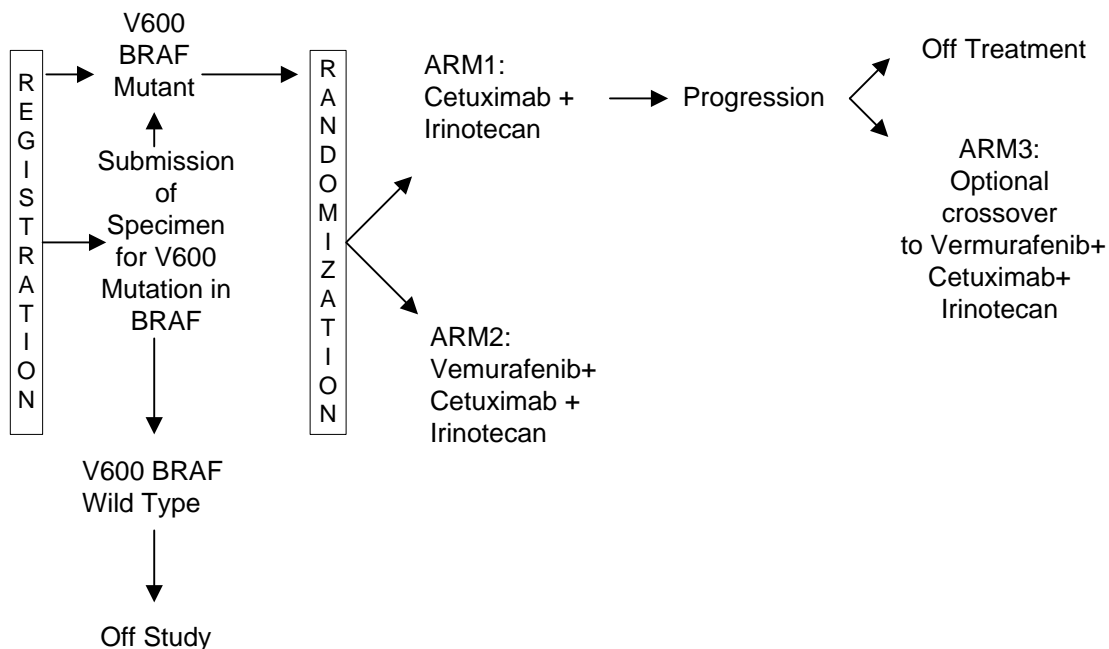 REGISTRATION
V600
BRAF
Mutant
Submission
of
Specimen
for V600
Mutation in
BRAF
V600 BRAF
Wild Type
Off Study
RANDOMIZATION
ARM1:
Cetuximab +
Irinotecan
ARM2:
Vemurafenib+
Cetuximab +
Irinotecan
Progression
Off Treatment
ARM3:
Optional
crossover
to Vermurafenib+
Cetuximab+
Irinotecan